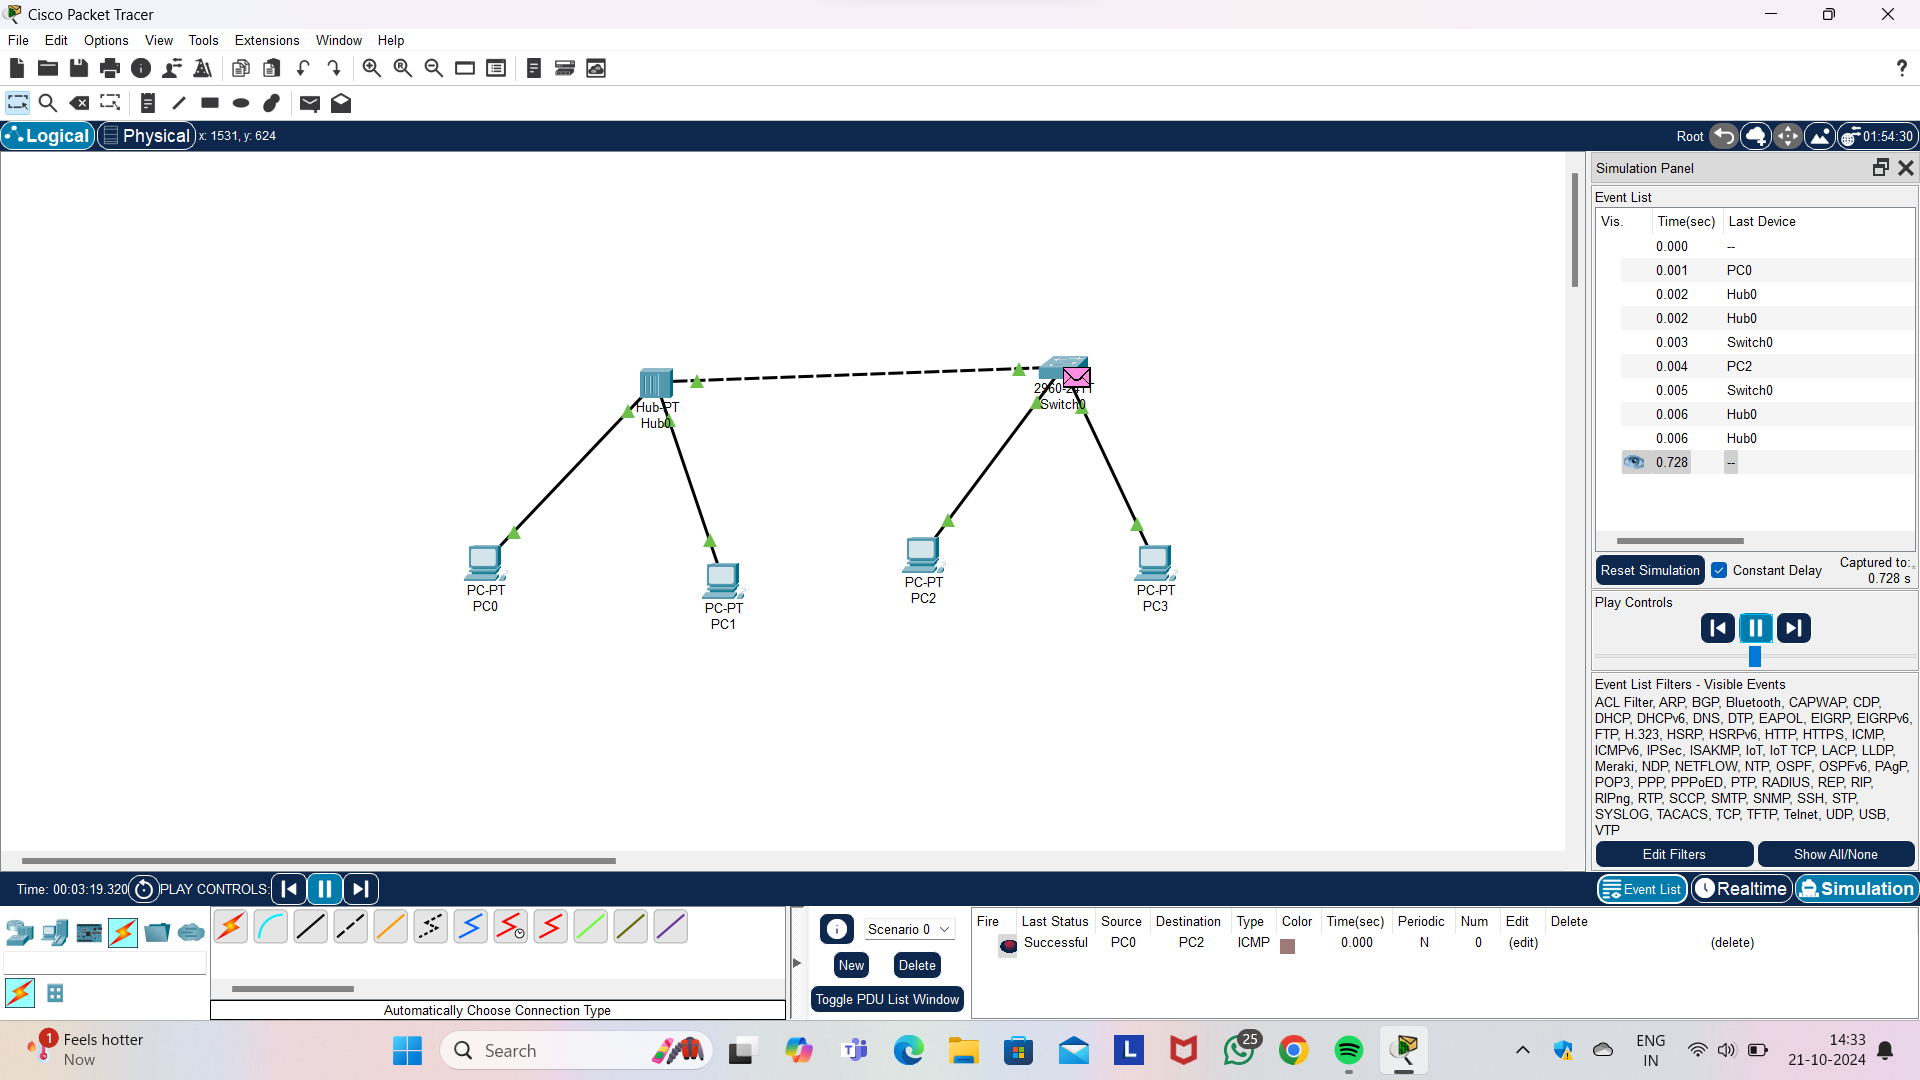 Cisco Packet Tracer
File Edit Options View Tools Extensions Window Help
?
Logical Physical x: 1531, y: 624 Root 01:54:30
Hub-PT
Hub0
2960-24TT
Switch0
PC-PT
PC0
PC-PT
PC1
PC-PT
PC2
PC-PT
PC3
Simulation Panel
Event List
Vis. Time(sec) Last Device
0.000 --
0.001 PC0
0.002 Hub0
0.002 Hub0
0.003 Switch0
0.004 PC2
0.005 Switch0
0.006 Hub0
0.006 Hub0
0.728 --
Reset Simulation Constant Delay Captured to:
0.728 s
Play Controls
Event List Filters - Visible Events
ACL Filter, ARP, BGP, Bluetooth, CAPWAP, CDP,
DHCP, DHCPv6, DNS, DTP, EAPOL, EIGRP, EIGRPv6,
FTP, H.323, HSRP, HSRPv6, HTTP, HTTPS, ICMP,
ICMPv6, IPSec, ISAKMP, IoT, IoT TCP, LACP, LLDP,
Meraki, NDP, NETFLOW, NTP, OSPF, OSPFv6, PAgP,
POP3, PPP, PPPoED, PTP, RADIUS, REP, RIP,
RIPng, RTP, SCCP, SMTP, SNMP, SSH, STP,
SYSLOG, TACACS, TCP, TFTP, Telnet, UDP, USB,
VTP
Edit Filters Show All/None
Time: 00:03:19.320 PLAY CONTROLS: Event List Realtime Simulation
Automatically Choose Connection Type
Scenario 0
New Delete
Toggle PDU List Window
Fire Last Status Source Destination Type Color Time(sec) Periodic Num Edit Delete
Successful PC0 PC2 ICMP 0.000 N 0 (edit) (delete)
1
Feels hotter
Now
Search
L
25
ENG
IN
14:33
21-10-2024